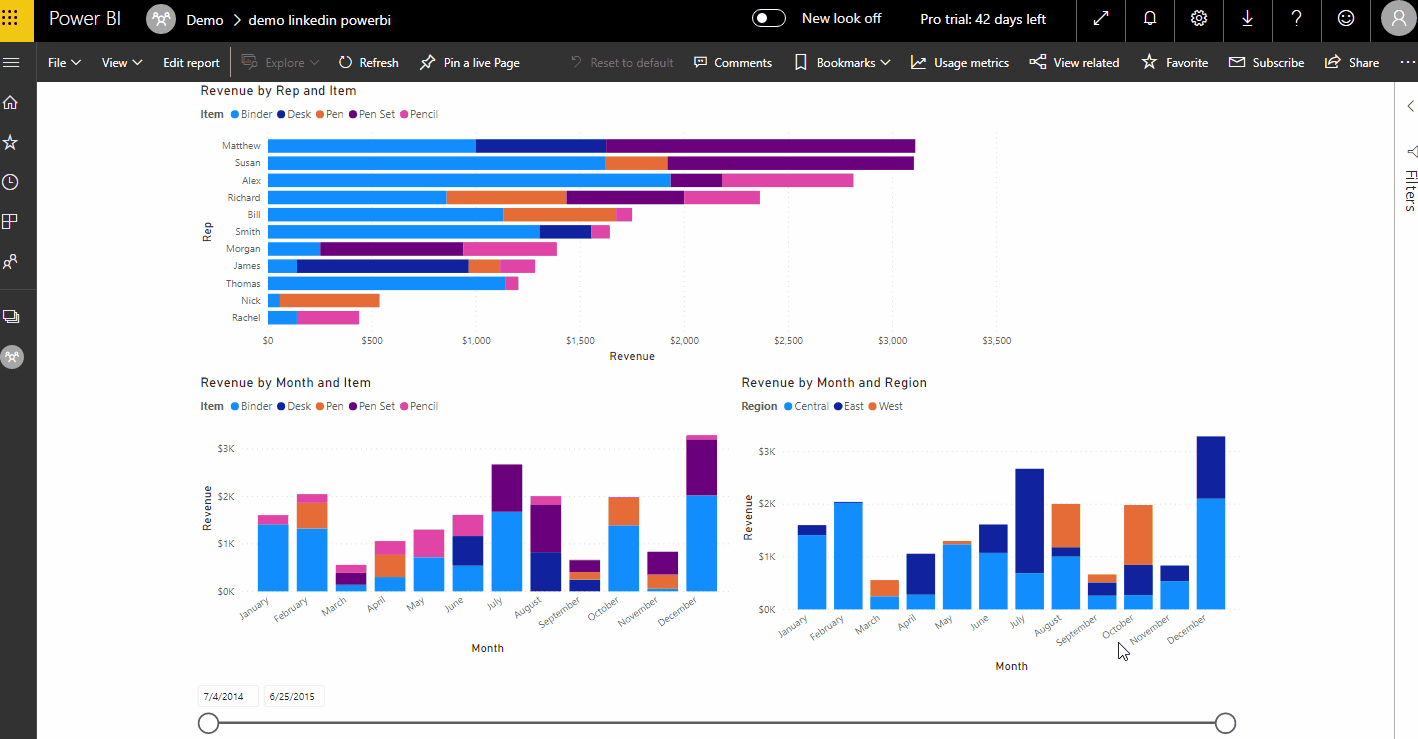 Power BI Demo > demo linkedin powerbi New look off Pro trial: 42 days left
File View Edit report Explore Refresh Pin a live Page Reset to default Comments Bookmarks Usage metrics View related Favorite Subscribe Share ...
Filters
Revenue by Rep and Item
Item Binder Desk Pen Pen Set Pencil
Rep
Matthew
Susan
Alex
Richard
Bill
Smith
Morgan
James
Thomas
Nick
Rachel
$0 $500 $1,000 $1,500 $2,000 $2,500 $3,000 $3,500
Revenue
Revenue by Month and Item
Item Binder Desk Pen Pen Set Pencil
Revenue
$3K
$2K
$1K
$0K
January February March April May June July August September October November December
Month
Revenue by Month and Region
Region Central East West
Revenue
$3K
$2K
$1K
$0K
January February March April May June July August September October November December
Month
7/4/2014 6/25/2015